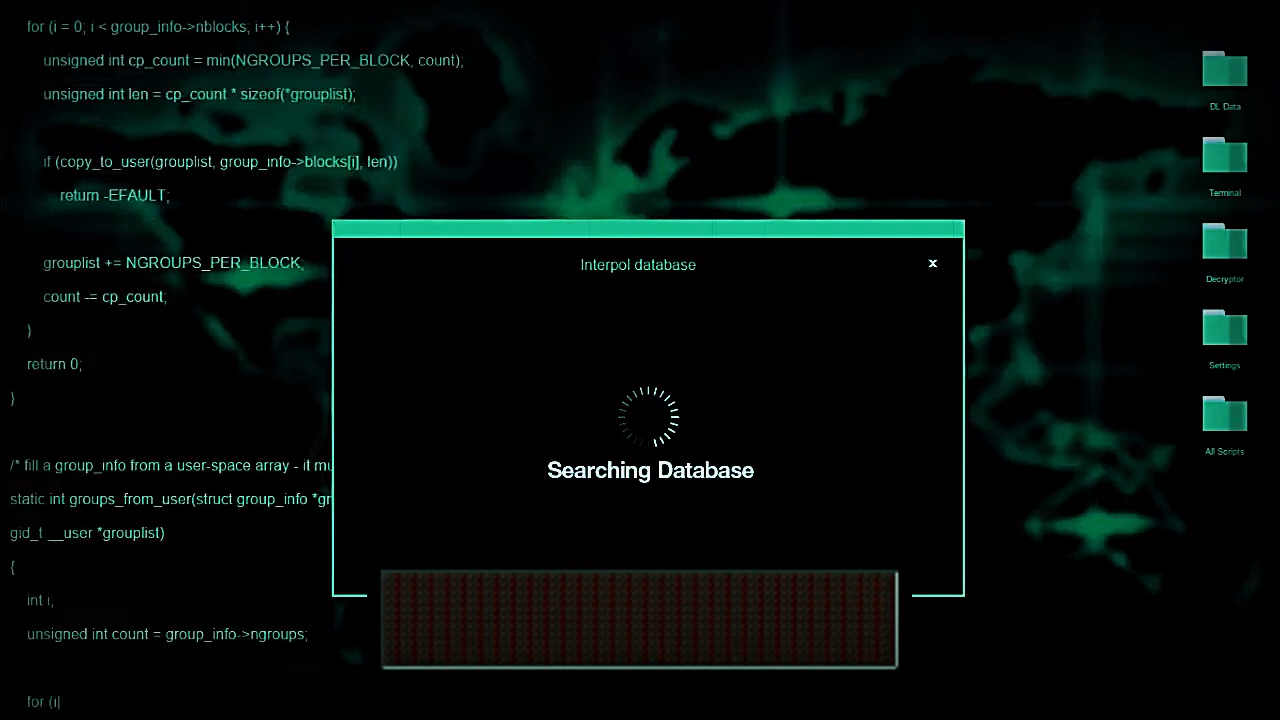 for (i = 0; i < group_info->nblocks; i++) {
unsigned int cp_count = min(NGROUPS_PER_BLOCK, count);
unsigned int len = cp_count * sizeof(*grouplist);
if (copy_to_user(grouplist, group_info->blocks[i], len))
return -EFAULT;
grouplist += NGROUPS_PER_BLOCK;
count -= cp_count;
}
return 0;
}
/* fill a group_info from a user-space array - it mu
static int groups_from_user(struct group_info *gr
gid_t __user *grouplist)
{
int i;
unsigned int count = group_info->ngroups;
for (i|
Interpol database
x
Searching Database
DL Data
Terminal
Decryptor
Settings
All Scripts